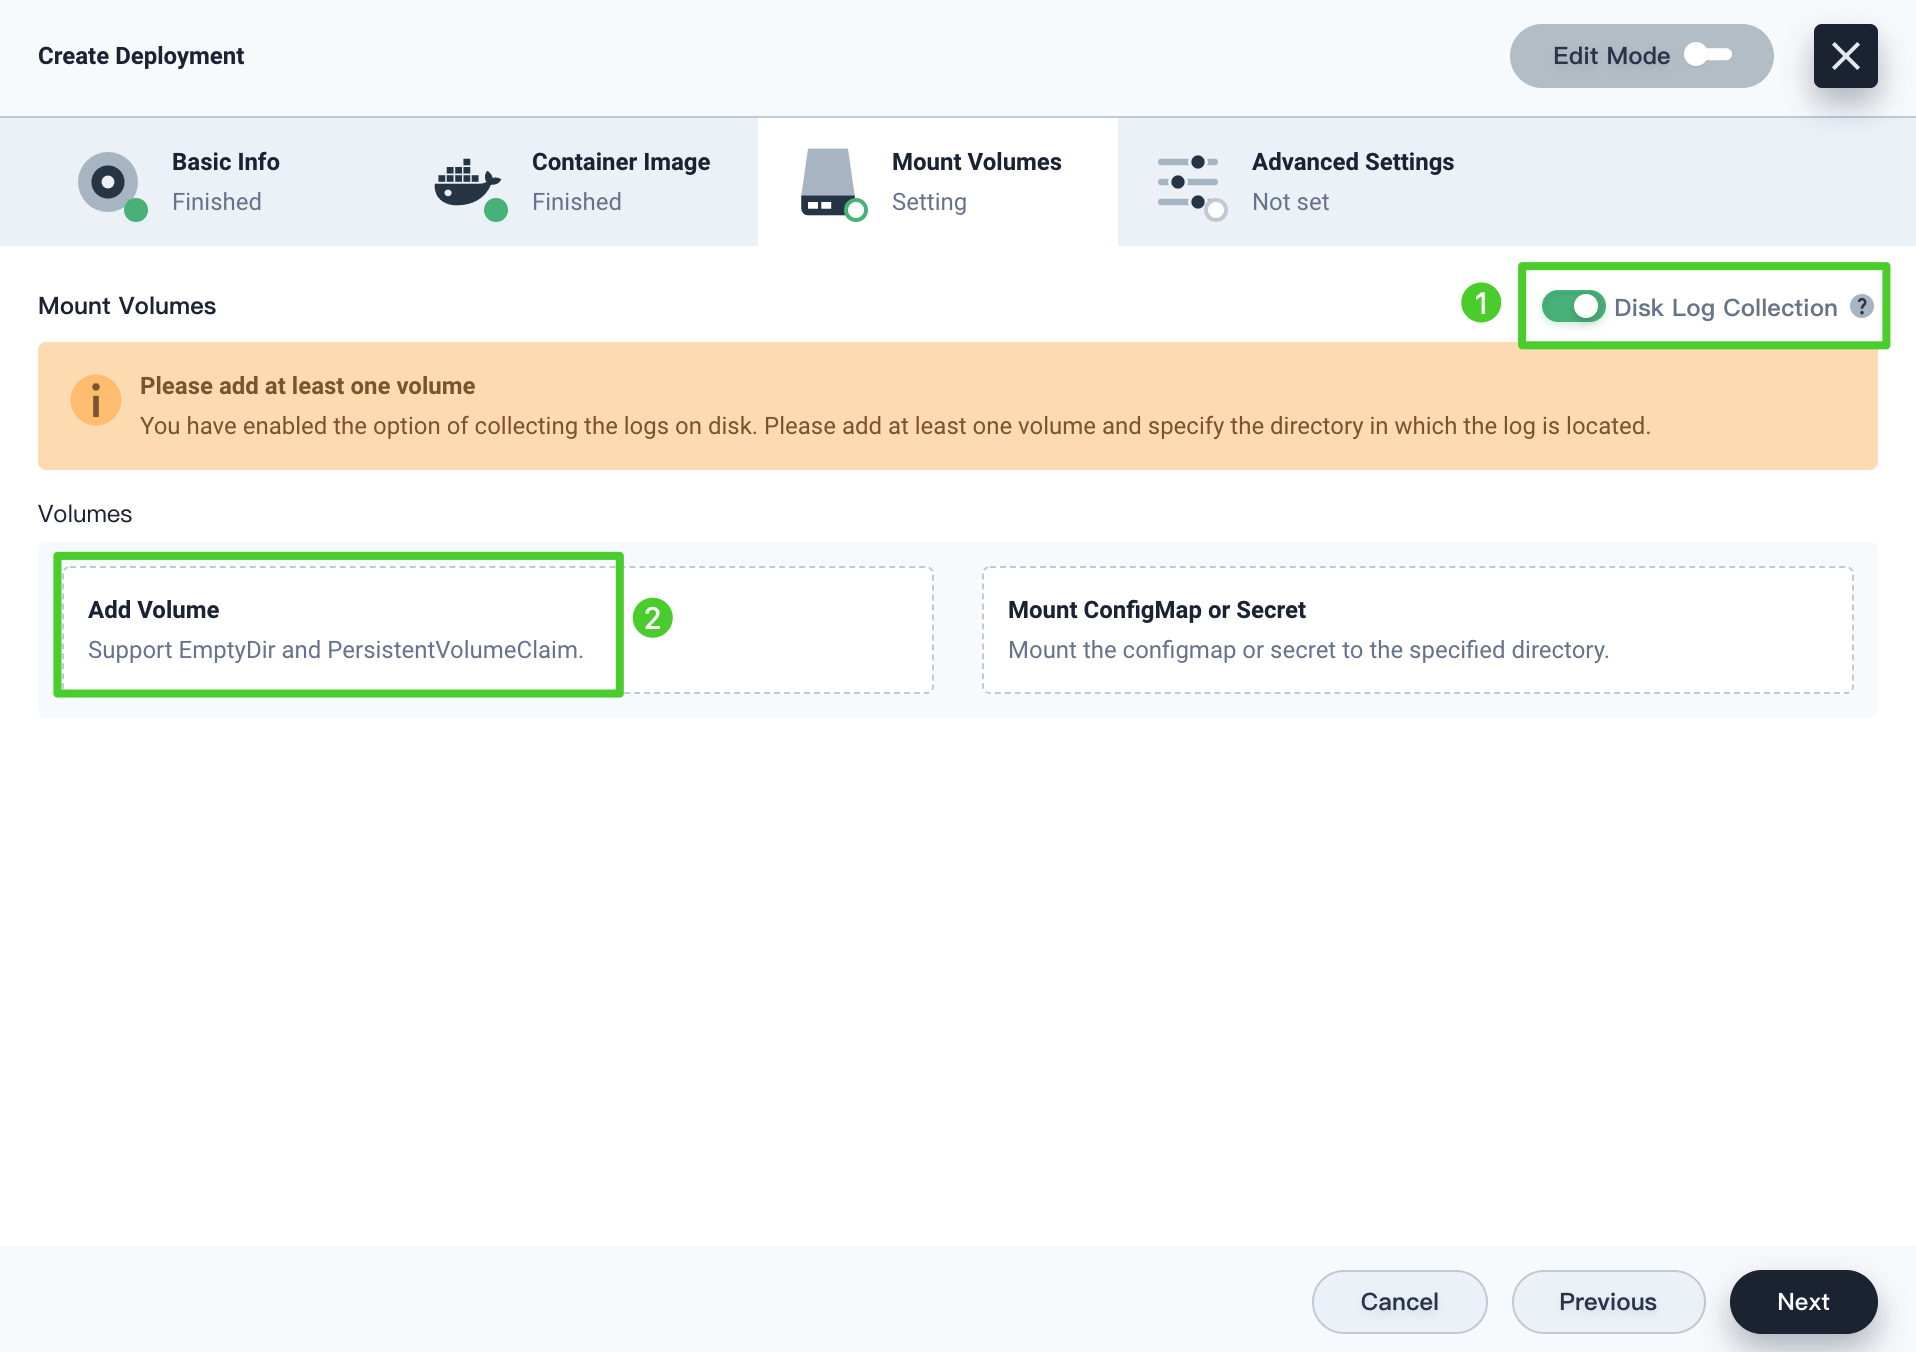 Create Deployment
Edit Mode
Basic Info
Finished
Container Image
Finished
Mount Volumes
Setting
Advanced Settings
Not set
Mount Volumes
1
Disk Log Collection ?
Please add at least one volume
You have enabled the option of collecting the logs on disk. Please add at least one volume and specify the directory in which the log is located.
Volumes
Add Volume
Support EmptyDir and PersistentVolumeClaim.
2
Mount ConfigMap or Secret
Mount the configmap or secret to the specified directory.
Cancel
Previous
Next